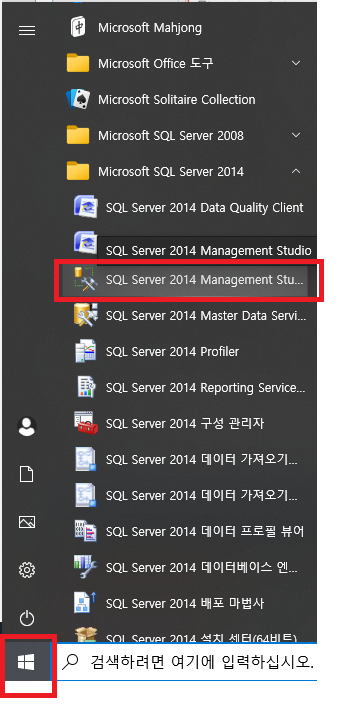 Microsoft Mahjong
Microsoft Office 도구
Microsoft Solitaire Collection
Microsoft SQL Server 2008
Microsoft SQL Server 2014
SQL Server 2014 Data Quality Client
SQL Server 2014 Management Studio
SQL Server 2014 Management Stu...
SQL Server 2014 Master Data Servi...
SQL Server 2014 Profiler
SQL Server 2014 Reporting Service...
SQL Server 2014 구성 관리자
SQL Server 2014 데이터 가져오기...
SQL Server 2014 데이터 가져오기...
SQL Server 2014 데이터 프로필 뷰어
SQL Server 2014 데이터베이스 엔...
SQL Server 2014 배포 마법사
SQL Server 2014 설치 센터(64비트)
검색하려면 여기에 입력하십시오.